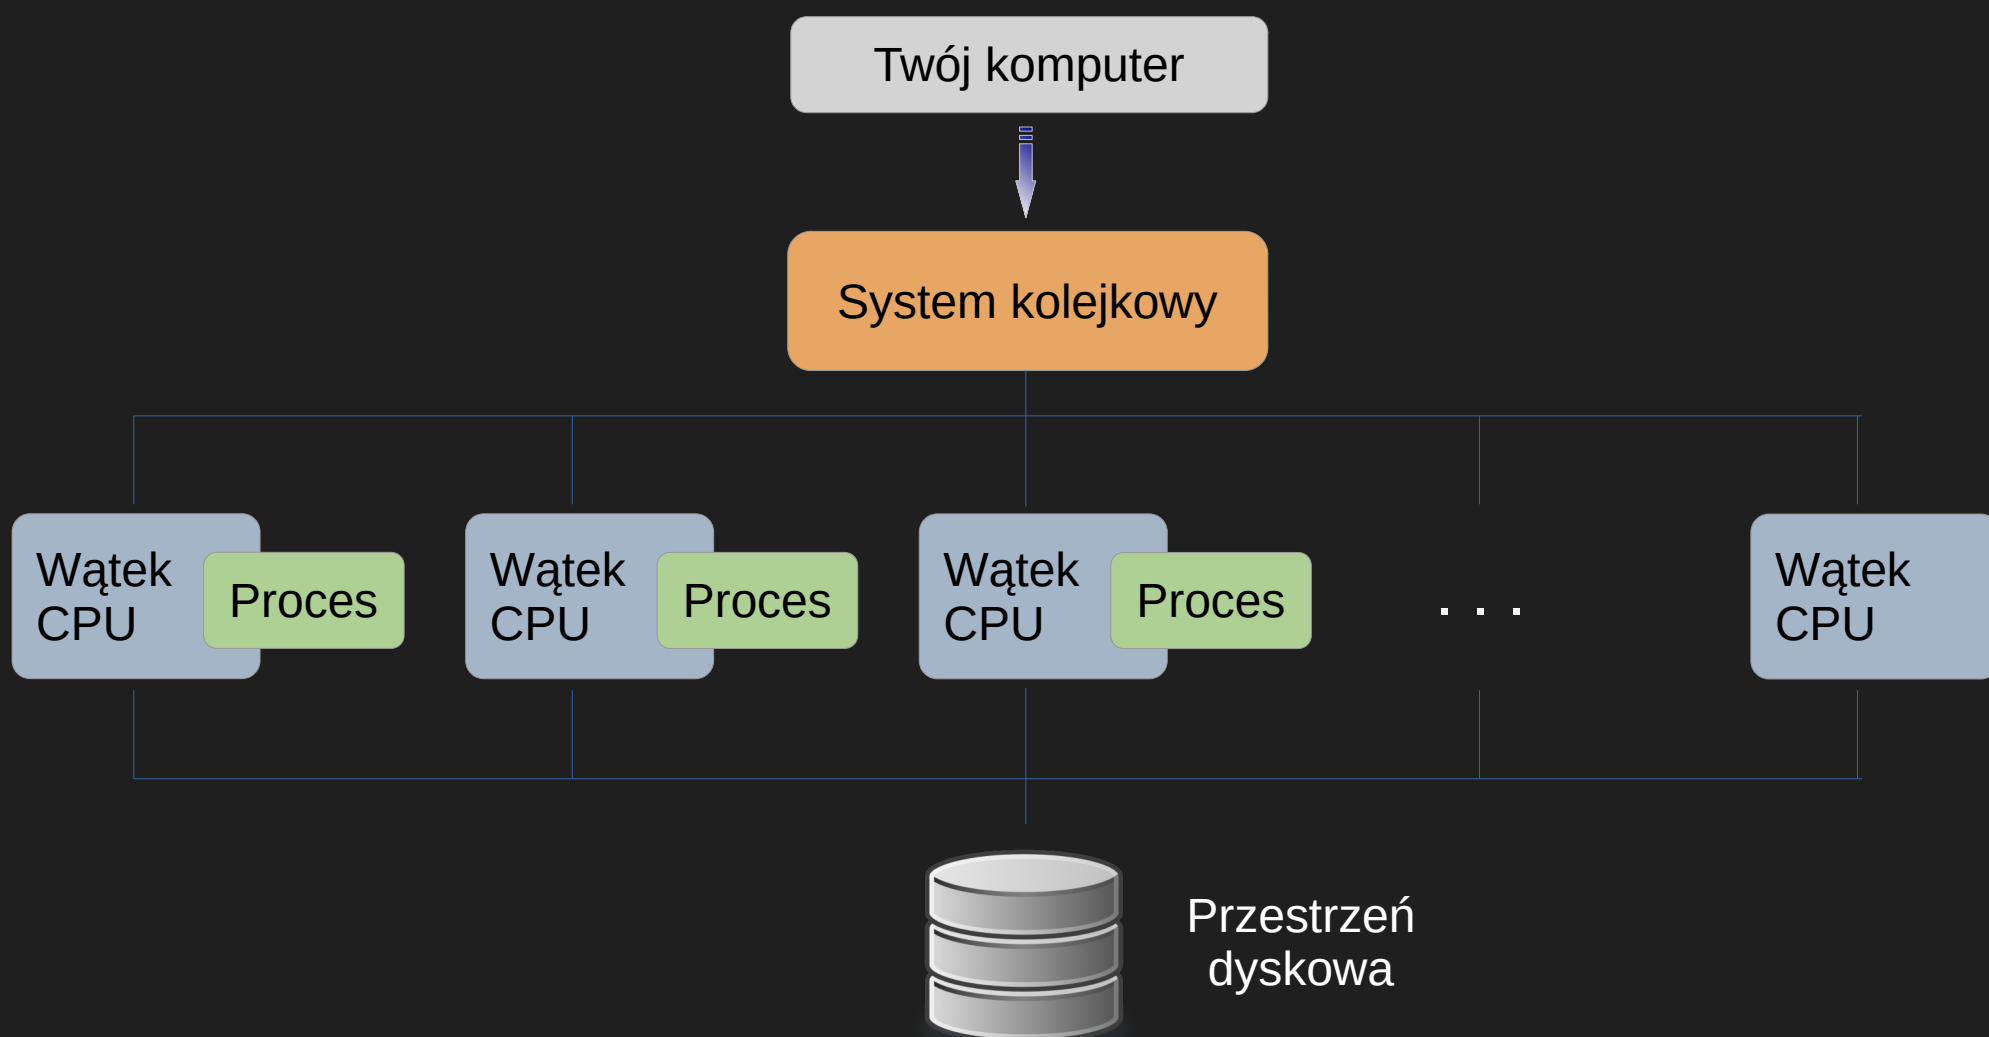 Twój komputer
System kolejkowy
Wątek
CPU
Proces
Wątek
CPU
Proces
Wątek
CPU
Proces
. . .
Wątek
CPU
Przestrzeń
dyskowa